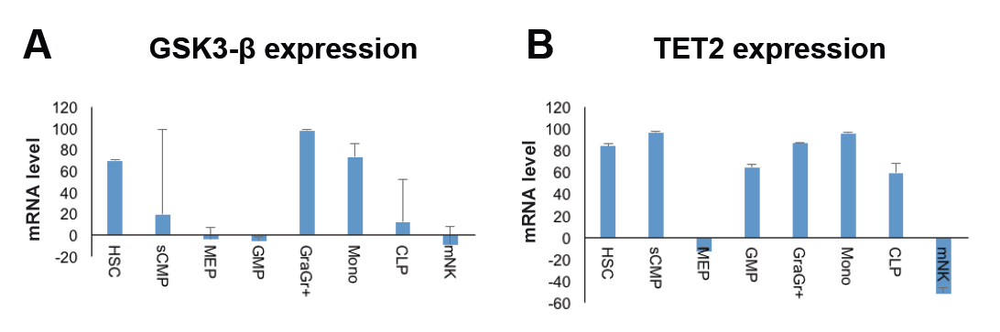 A
GSK3-β expression
mRNA level
120
100
80
60
40
20
0
-20
HSC
sCMP
MEP
GMP
GraGr+
Mono
CLP
mNK
B
TET2 expression
mRNA level
120
100
80
60
40
20
0
-20
-40
-60
HSC
sCMP
MEP
GMP
GraGr+
Mono
CLP
mNK